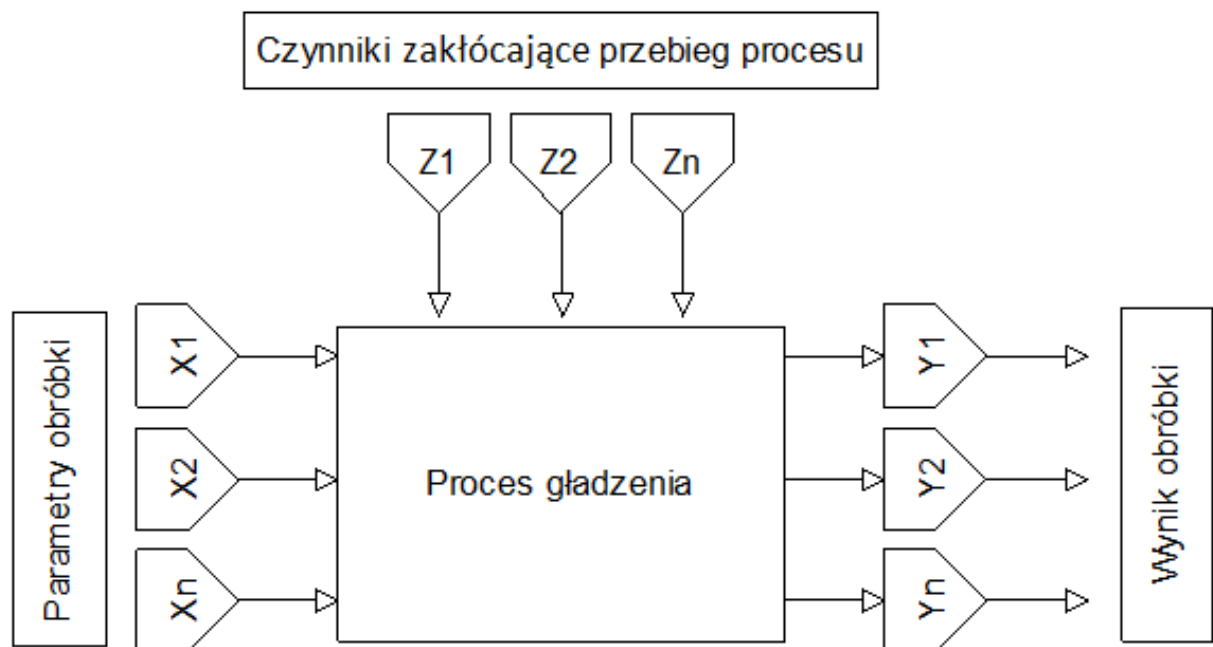 Czynniki zakłócające przebieg procesu
Z1
Z2
Zn
Parametry obróbki
X1
X2
Xn
Proces gładzenia
Y1
Y2
Yn
Wynik obróbki